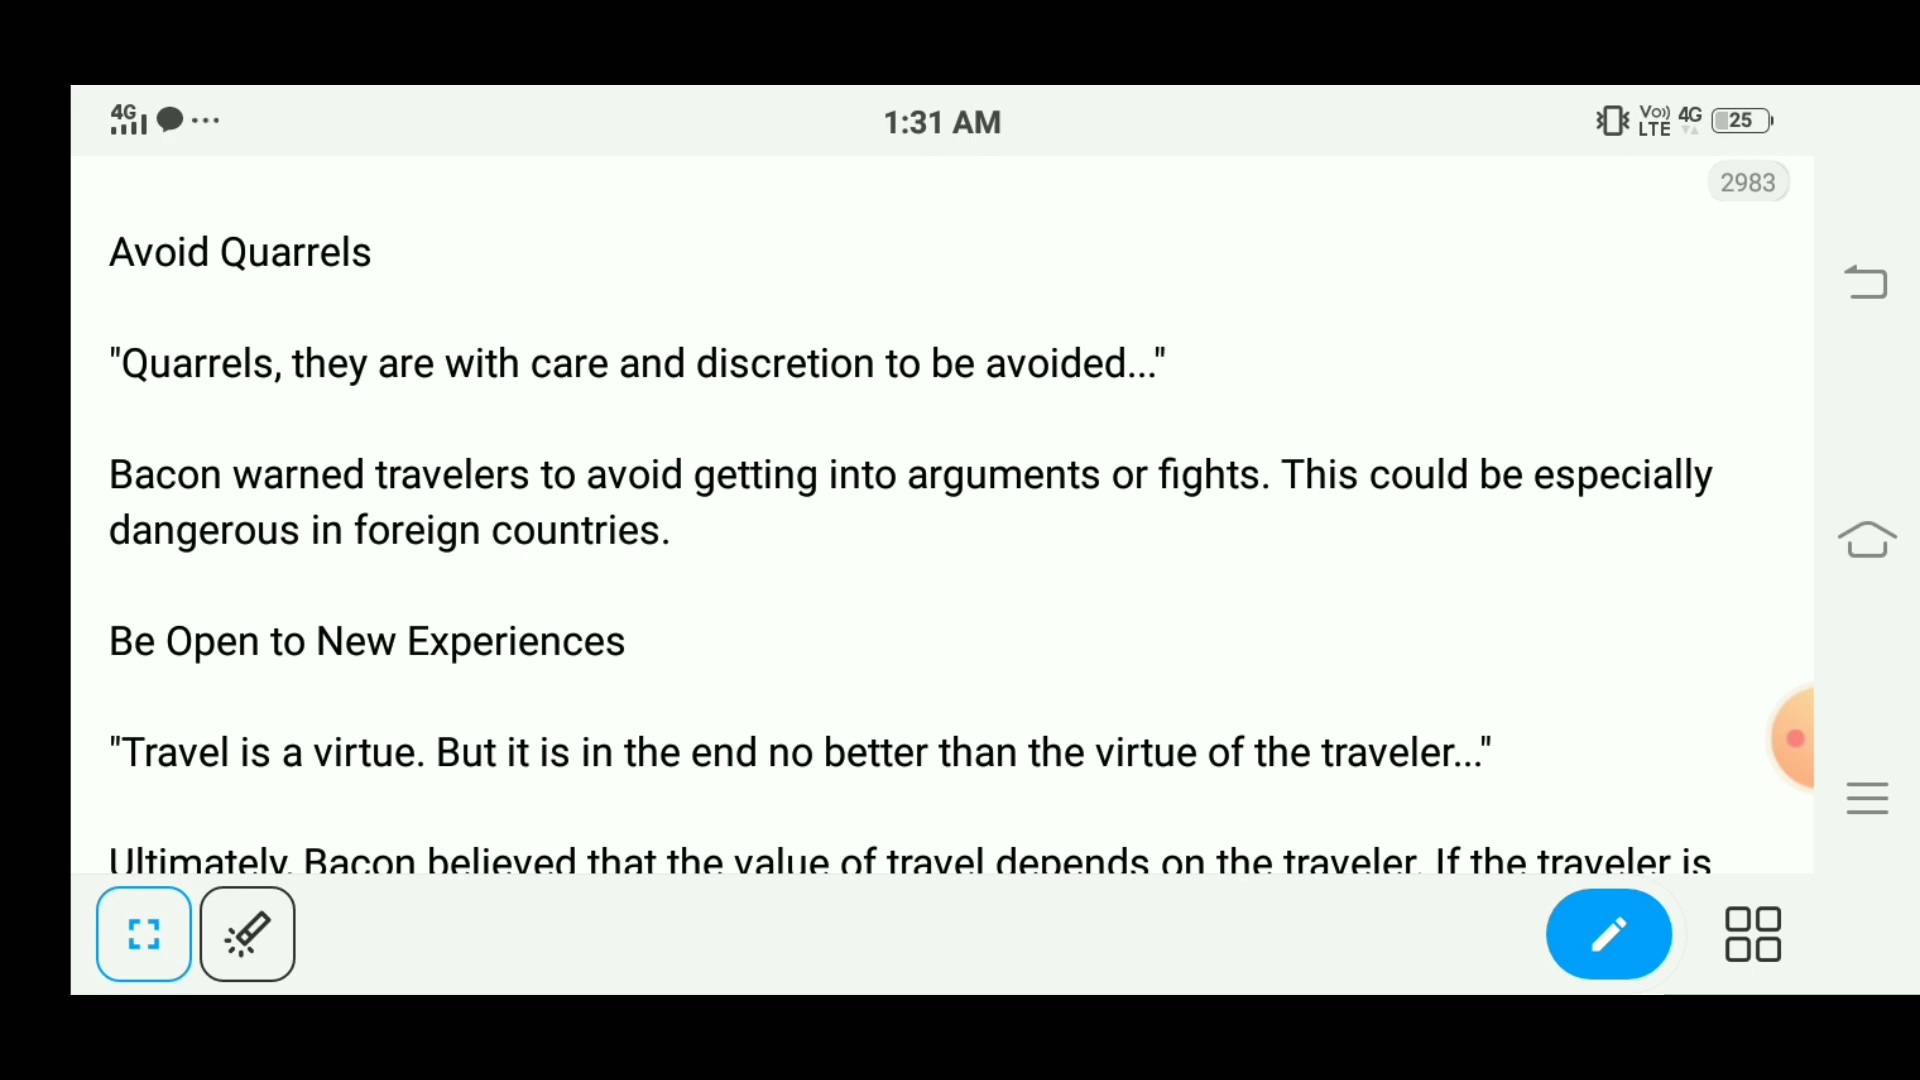 4G
1:31 AM
Vo)) LTE 4G 25
2983
Avoid Quarrels
"Quarrels, they are with care and discretion to be avoided..."
Bacon warned travelers to avoid getting into arguments or fights. This could be especially
dangerous in foreign countries.
Be Open to New Experiences
"Travel is a virtue. But it is in the end no better than the virtue of the traveler..."
Ultimately, Bacon believed that the value of travel depends on the traveler. If the traveler is